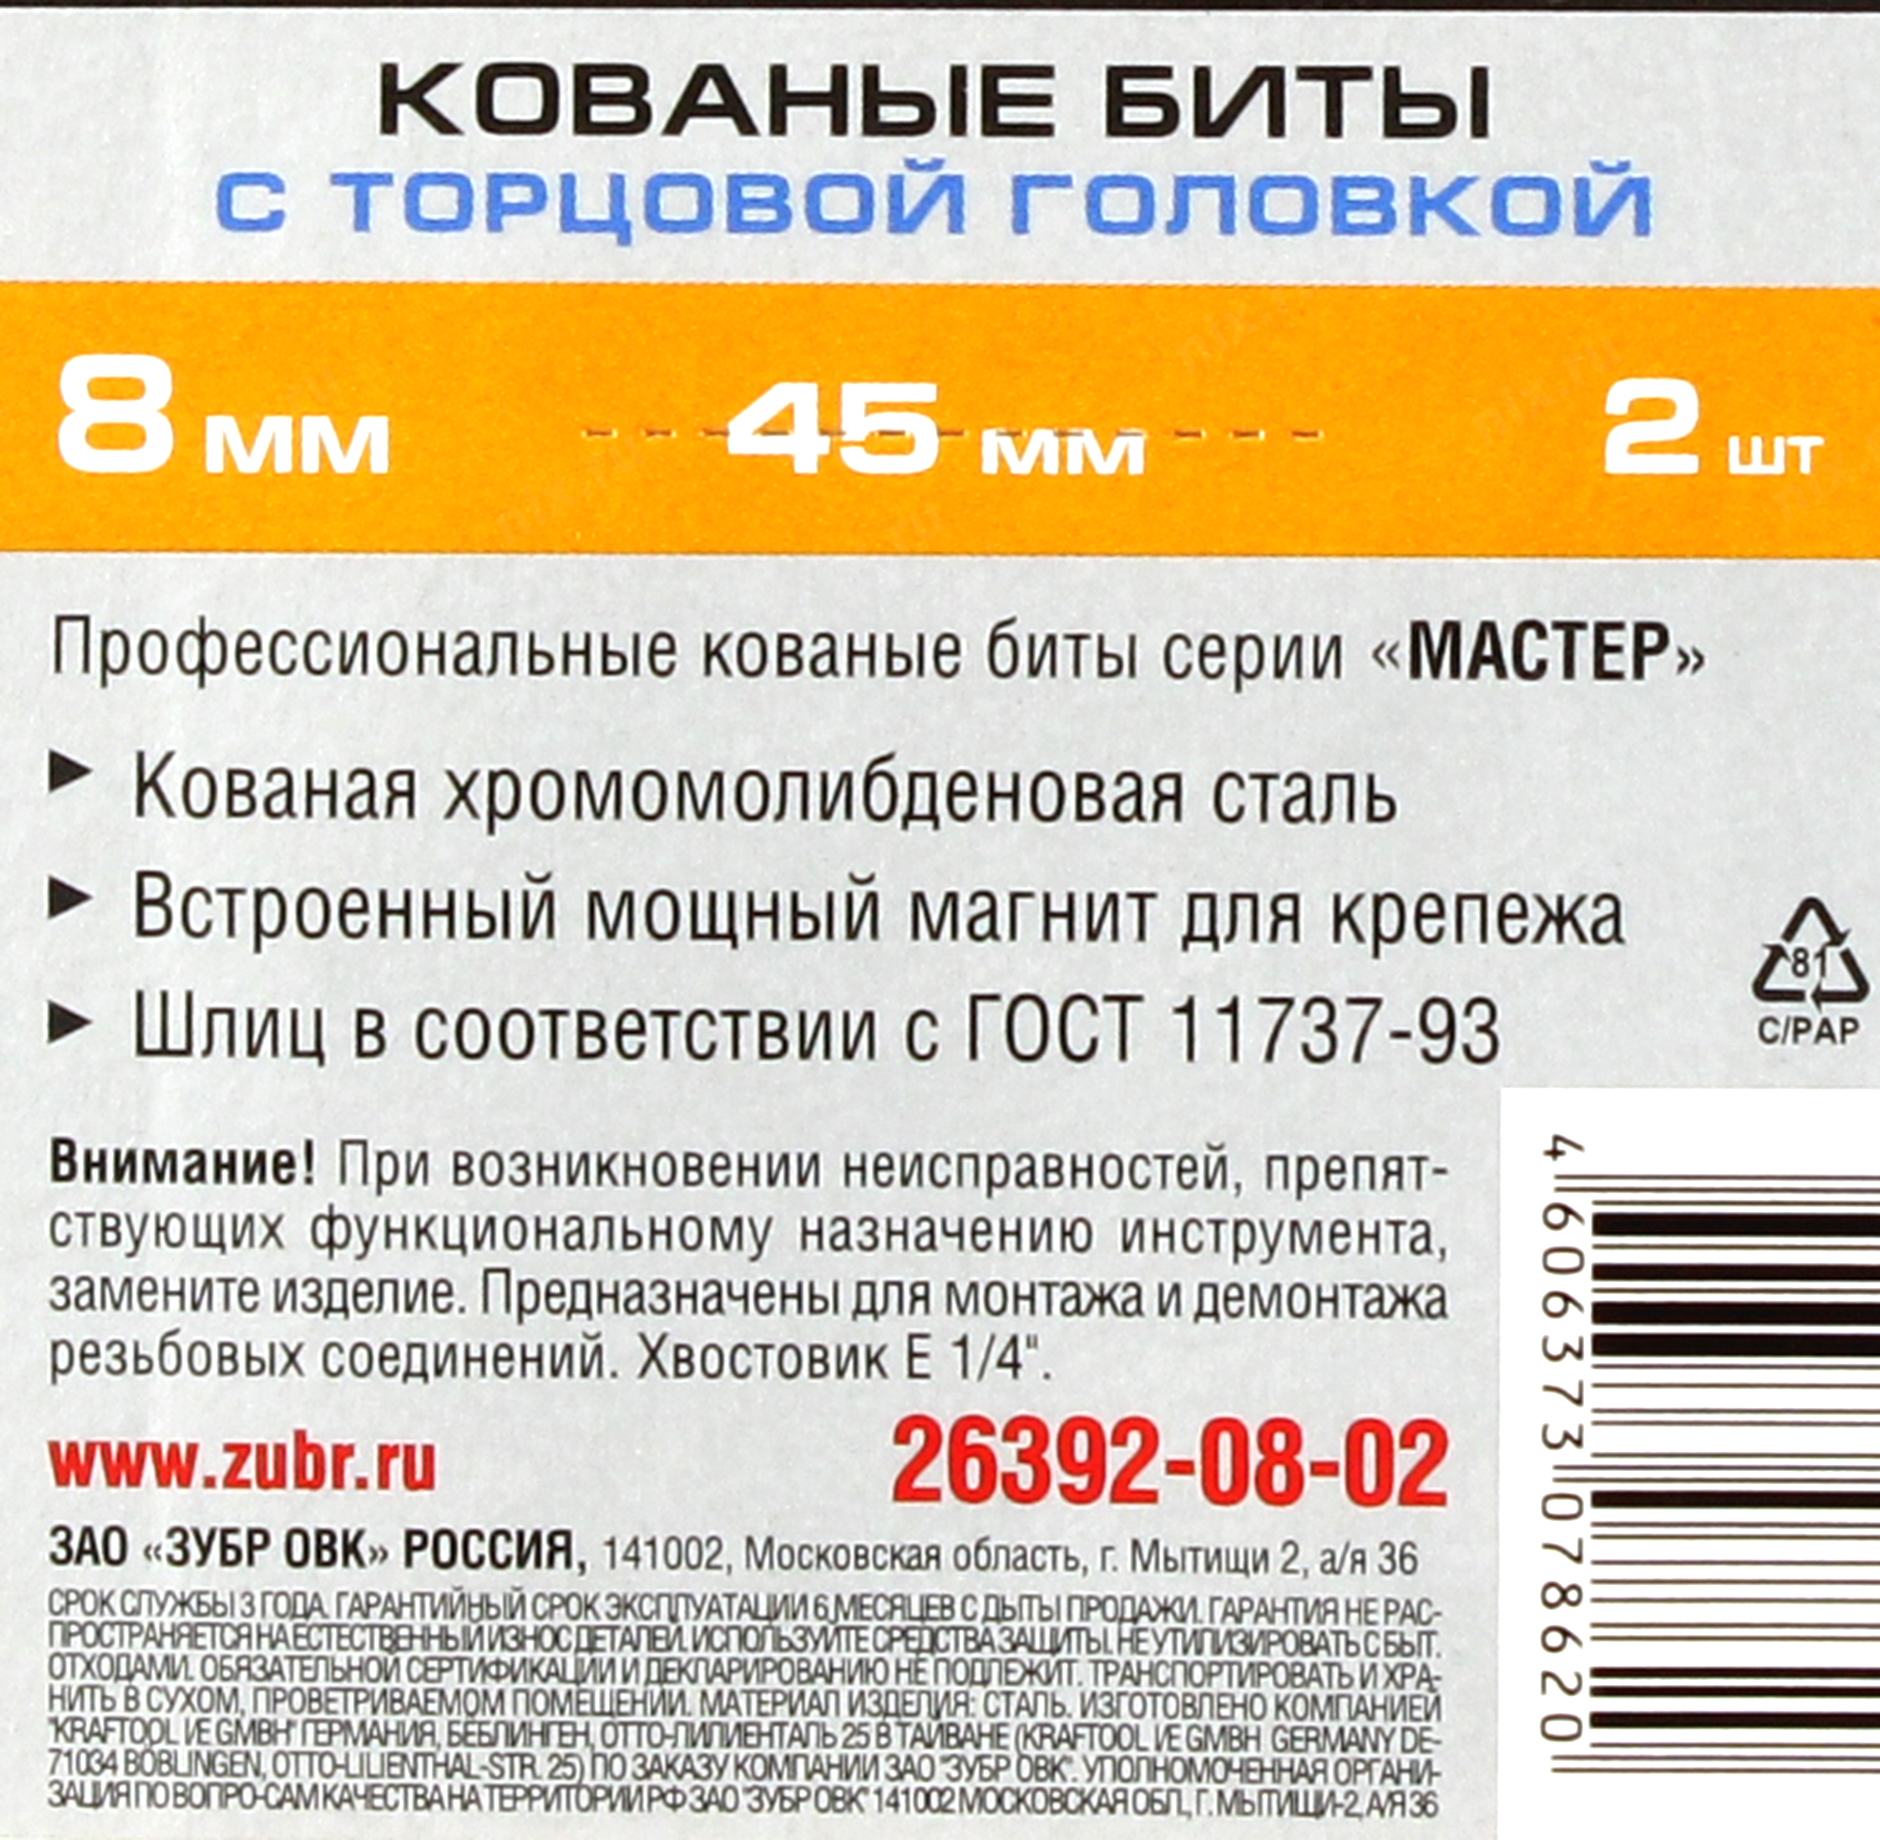 КОВАНЫЕ БИТЫ
С ТОРЦОВОЙ ГОЛОВКОЙ
8 мм 45 мм 2 шт
Профессиональные кованые биты серии «МАСТЕР»
► Кованая хромомолибденовая сталь
► Встроенный мощный магнит для крепежа
► Шлиц в соответствии с ГОСТ 11737-93
81
C/PAP
Внимание! При возникновении неисправностей, препят-
ствующих функциональному назначению инструмента,
замените изделие. Предназначены для монтажа и демонтажа
резьбовых соединений. Хвостовик E 1/4".
www.zubr.ru 26392-08-02
ЗАО «ЗУБР ОВК» РОССИЯ, 141002, Московская область, г. Мытищи 2, а/я 36
СРОК СЛУЖБЫ 3 ГОДА. ГАРАНТИЙНЫЙ СРОК ЭКСПЛУАТАЦИИ 6 МЕСЯЦЕВ С ДЫТЫ ПРОДАЖИ. ГАРАНТИЯ НЕ РАС-
ПРОСТРАНЯЕТСЯ НА ЕСТЕСТВЕННЫЙ ИЗНОС ДЕТАЛЕЙ. ИСПОЛЬЗУЙТЕ СРЕДСТВА ЗАЩИТЫ. НЕ УТИЛИЗИРОВАТЬ С БЫТ.
ОТХОДАМИ. ОБЯЗАТЕЛЬНОЙ СЕРТИФИКАЦИИ И ДЕКЛАРИРОВАНИЮ НЕ ПОДЛЕЖИТ. ТРАНСПОРТИРОВАТЬ И ХРА-
НИТЬ В СУХОМ, ПРОВЕТРИВАЕМОМ ПОМЕЩЕНИИ. МАТЕРИАЛ ИЗДЕЛИЯ: СТАЛЬ. ИЗГОТОВЛЕНО КОМПАНИЕЙ
"KRAFTOOL I/E GMBH" ГЕРМАНИЯ, БЁБЛИНГЕН, ОТТО-ЛИЛИЕНТАЛЬ 25 В ТАЙВАНЕ (KRAFTOOL I/E GMBH GERMANY DE-
71034 BÖBLINGEN, OTTO-LILIENTHAL-STR. 25) ПО ЗАКАЗУ КОМПАНИИ ЗАО "ЗУБР ОВК". УПОЛНОМОЧЕННАЯ ОРГАНИ-
ЗАЦИЯ ПО ВОПРО-САМ КАЧЕСТВА НА ТЕРРИТОРИИ РФ ЗАО "ЗУБР ОВК" 141002 МОСКОВСКАЯ ОБЛ., Г. МЫТИЩИ-2, А/Я 36
4 606373 078620